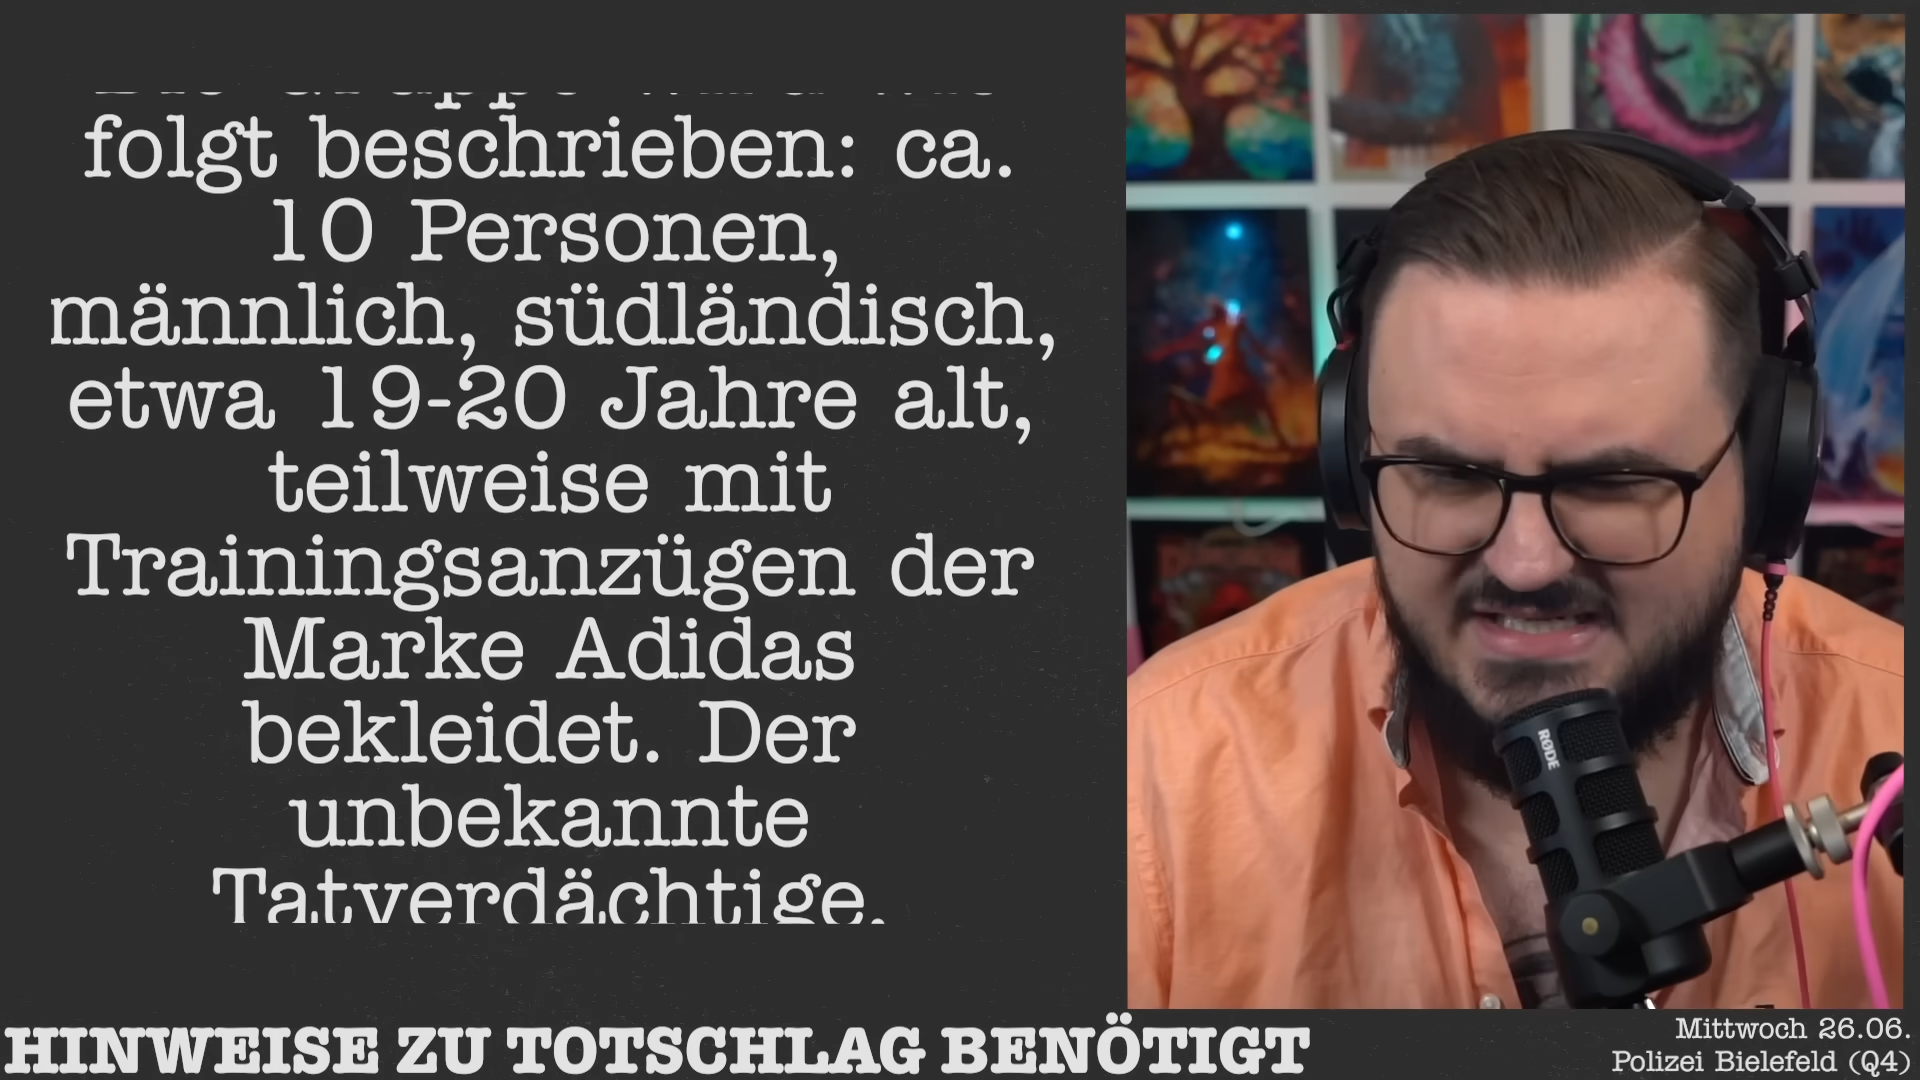 folgt beschrieben: ca.
10 Personen,
männlich, südländisch,
etwa 19-20 Jahre alt,
teilweise mit
Trainingsanzügen der
Marke Adidas
bekleidet. Der
unbekannte
Tatverdächtige,
RØDE
HINWEISE ZU TOTSCHLAG BENÖTIGT
Mittwoch 26.06.
Polizei Bielefeld (Q4)